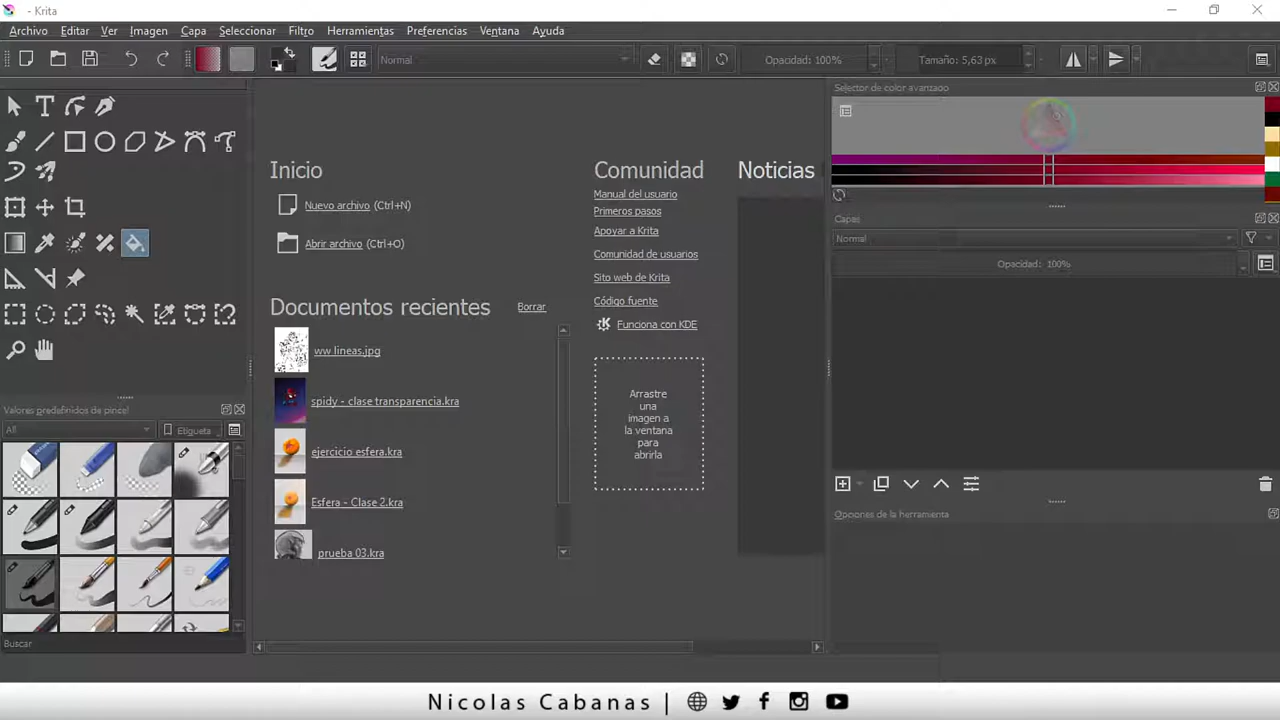 - Krita
Archivo Editar Ver Imagen Capa Seleccionar Filtro Herramientas Preferencias Ventana Ayuda
Normal Opacidad: 100% Tamaño: 5,63 px
Selector de color avanzado
Inicio
Nuevo archivo (Ctrl+N)
Abrir archivo (Ctrl+O)
Documentos recientes Borrar
ww lineas.jpg
spidy - clase transparencia.kra
ejercicio esfera.kra
Esfera - Clase 2.kra
prueba 03.kra
Comunidad
Manual del usuario
Primeros pasos
Apoyar a Krita
Comunidad de usuarios
Sito web de Krita
Código fuente
Funciona con KDE
Arrastre
una
imagen a
la ventana
para
abrirla
Noticias
Capas
Normal
Opacidad: 100%
Opciones de la herramienta
Valores predefinidos de pincel
All Etiqueta
Buscar
Nicolas Cabanas |